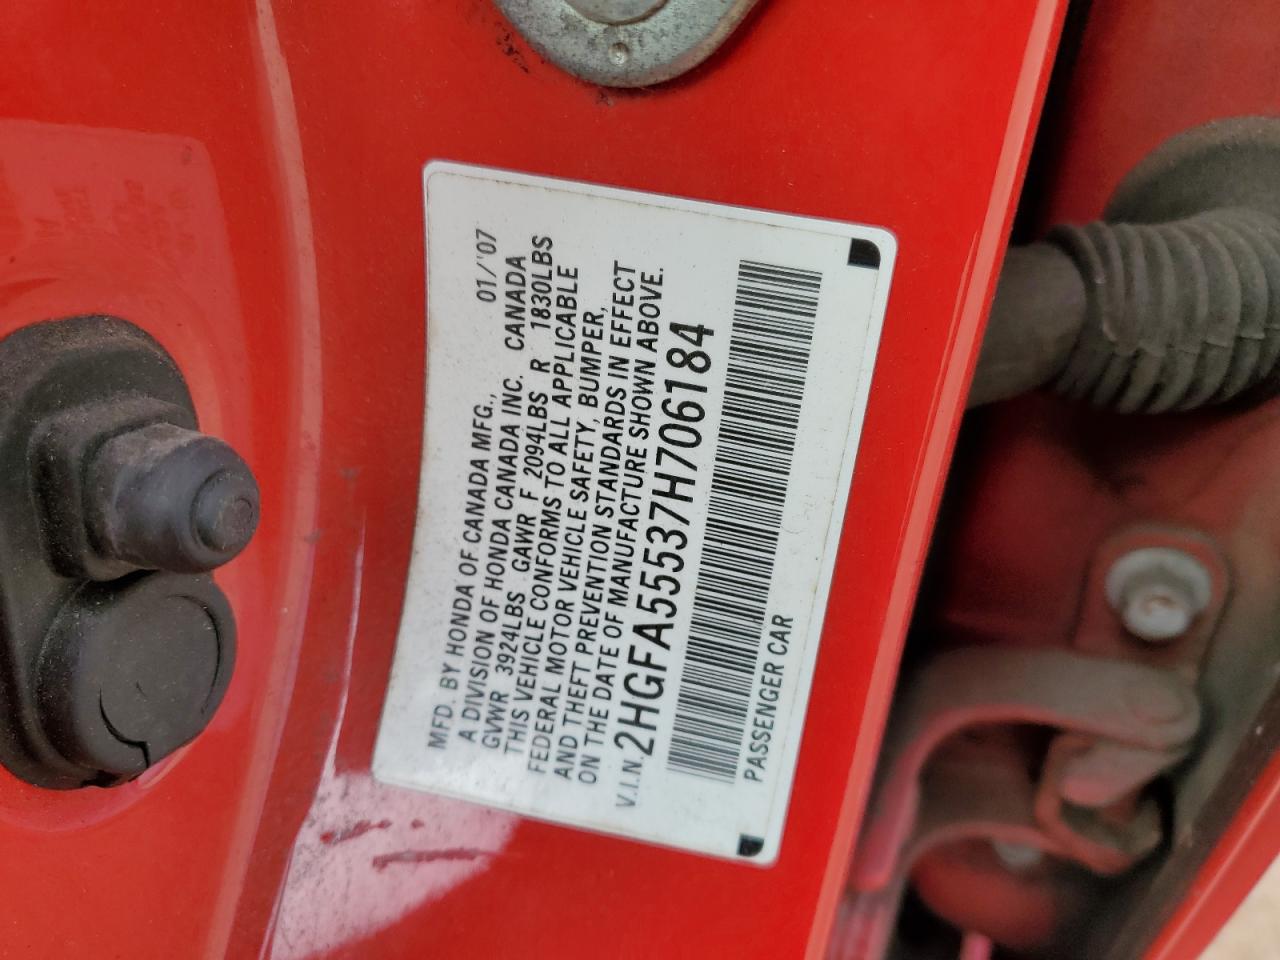 MFD. BY HONDA OF CANADA MFG., 01/'07
A DIVISION OF HONDA CANADA INC. CANADA
GVWR 3924LBS GAWR F 2094LBS R 1830LBS
THIS VEHICLE CONFORMS TO ALL APPLICABLE
FEDERAL MOTOR VEHICLE SAFETY, BUMPER,
AND THEFT PREVENTION STANDARDS IN EFFECT
ON THE DATE OF MANUFACTURE SHOWN ABOVE.
V.I.N. 2HGFA55537H706184
PASSENGER CAR